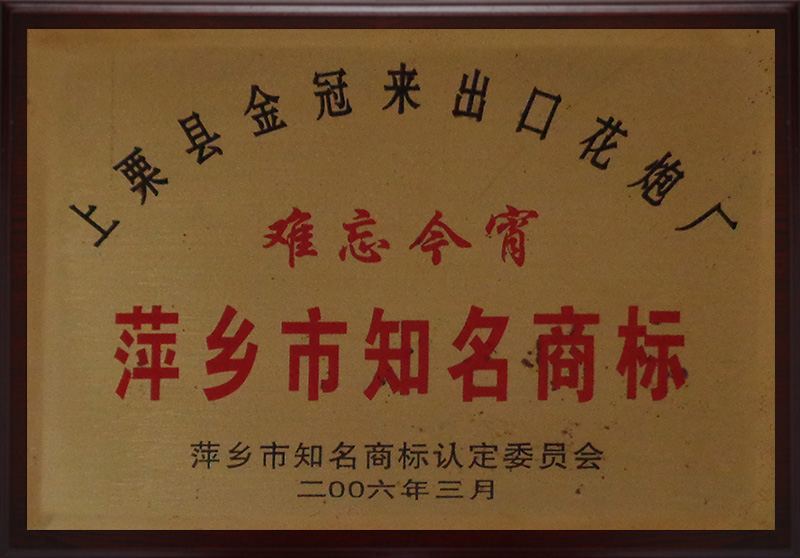 上栗县金冠来出口花炮厂
难忘今宵
萍乡市知名商标
萍乡市知名商标认定委员会
二00六年三月